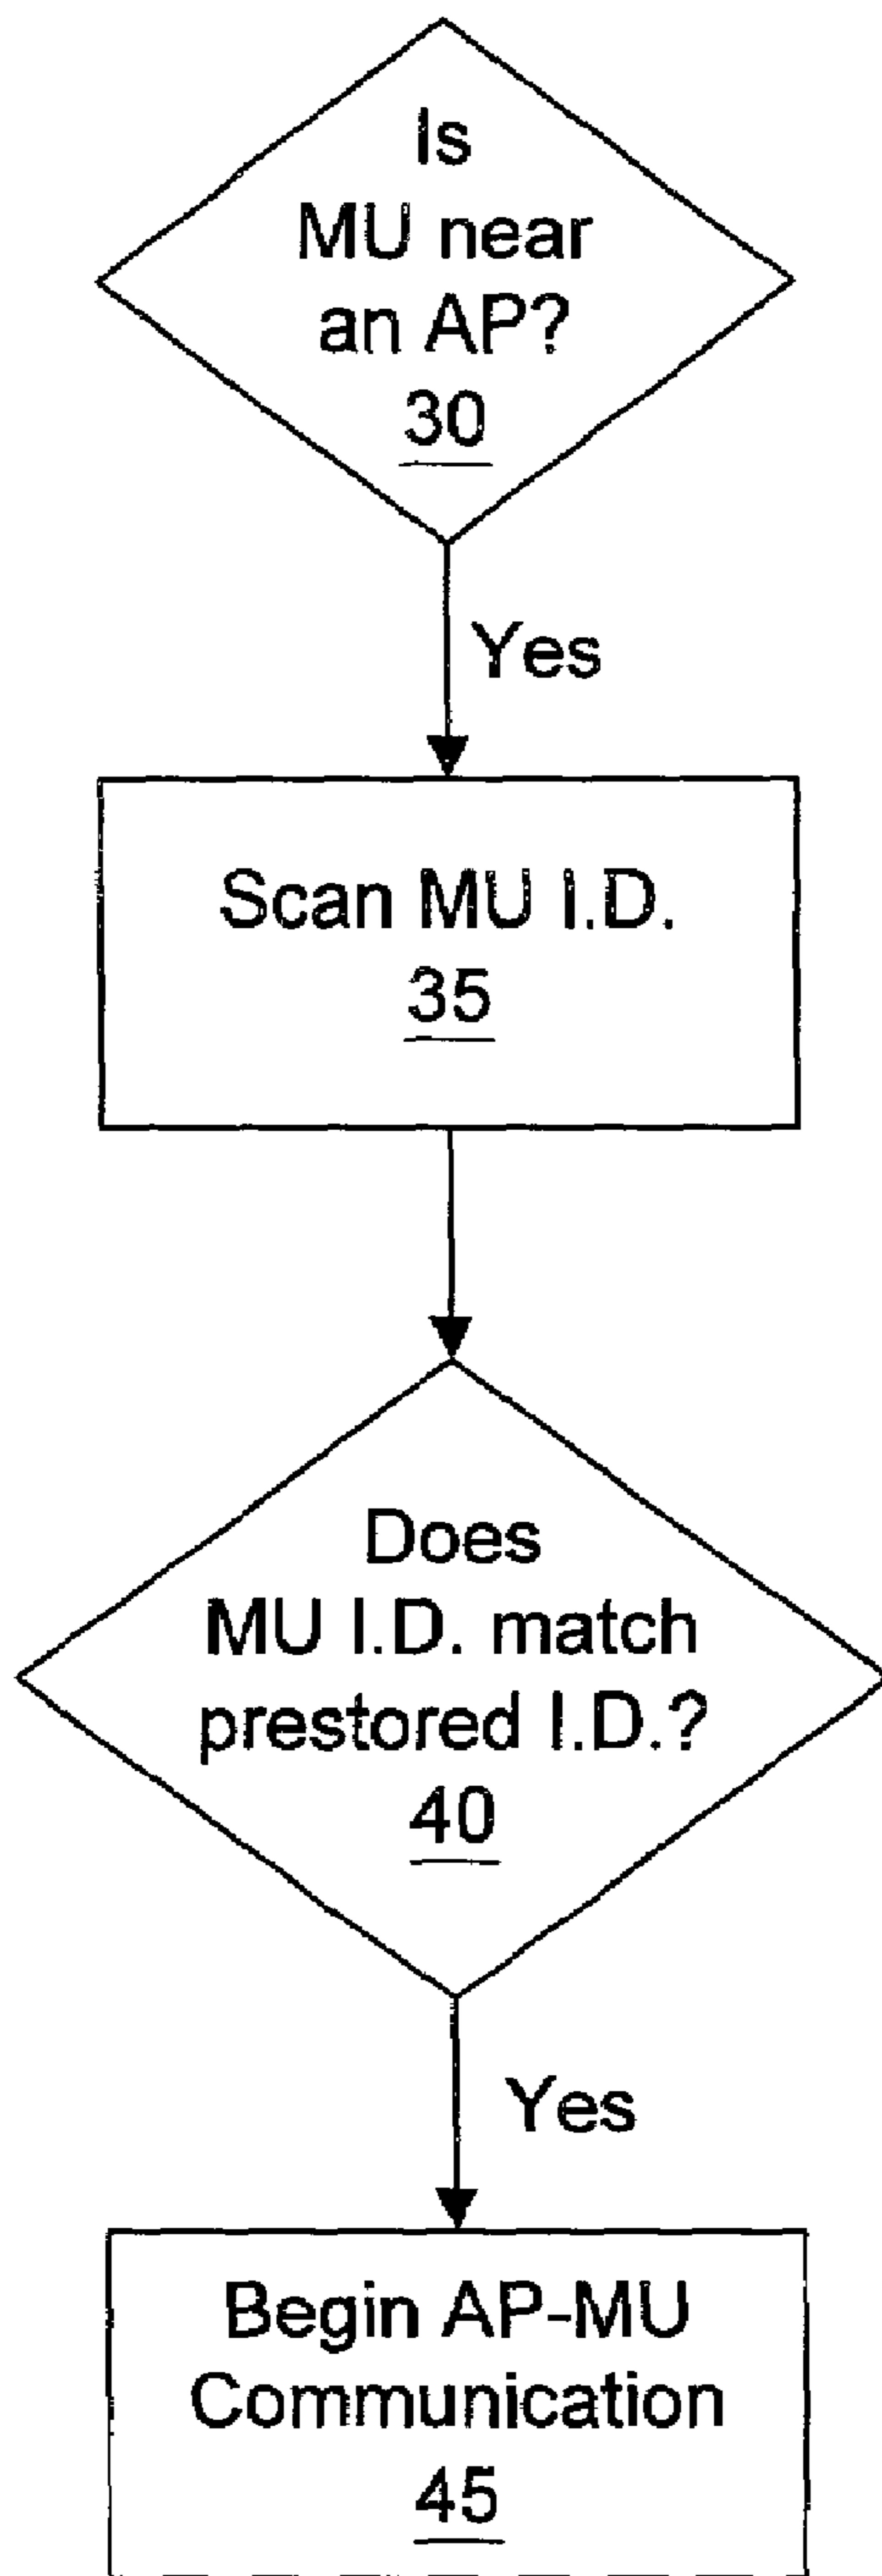 Is
MU near
an AP?
30
Yes
Scan MU I.D.
35
Does
MU I.D. match
prestored I.D.?
40
Yes
Begin AP-MU
Communication
45